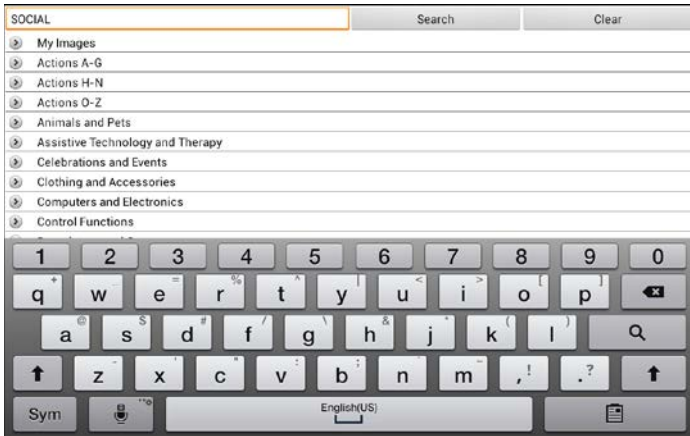 SOCIAL Search Clear
My Images
Actions A-G
Actions H-N
Actions O-Z
Animals and Pets
Assistive Technology and Therapy
Celebrations and Events
Clothing and Accessories
Computers and Electronics
Control Functions
1 2 3 4 5 6 7 8 9 0
q + w _ e = r % t ^ y | u < i > o [ p ]
a @ s $ d # f / g \ h & j * k ( l )
z - x ' c " v : b ; n m ~ , ! . ?
Sym English(US)